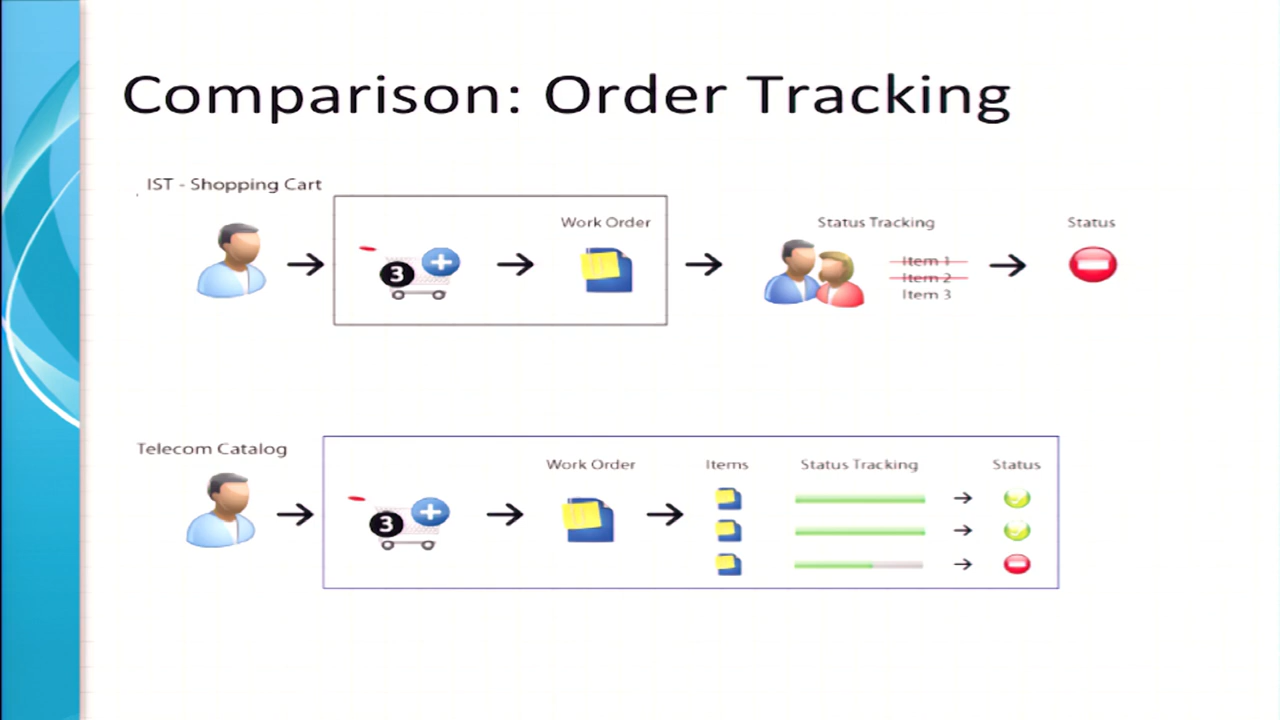 Comparison: Order Tracking
IST - Shopping Cart
Work Order
Status Tracking
Status
3
Item 1
Item 2
Item 3
Telecom Catalog
Work Order
Items
Status Tracking
Status
3